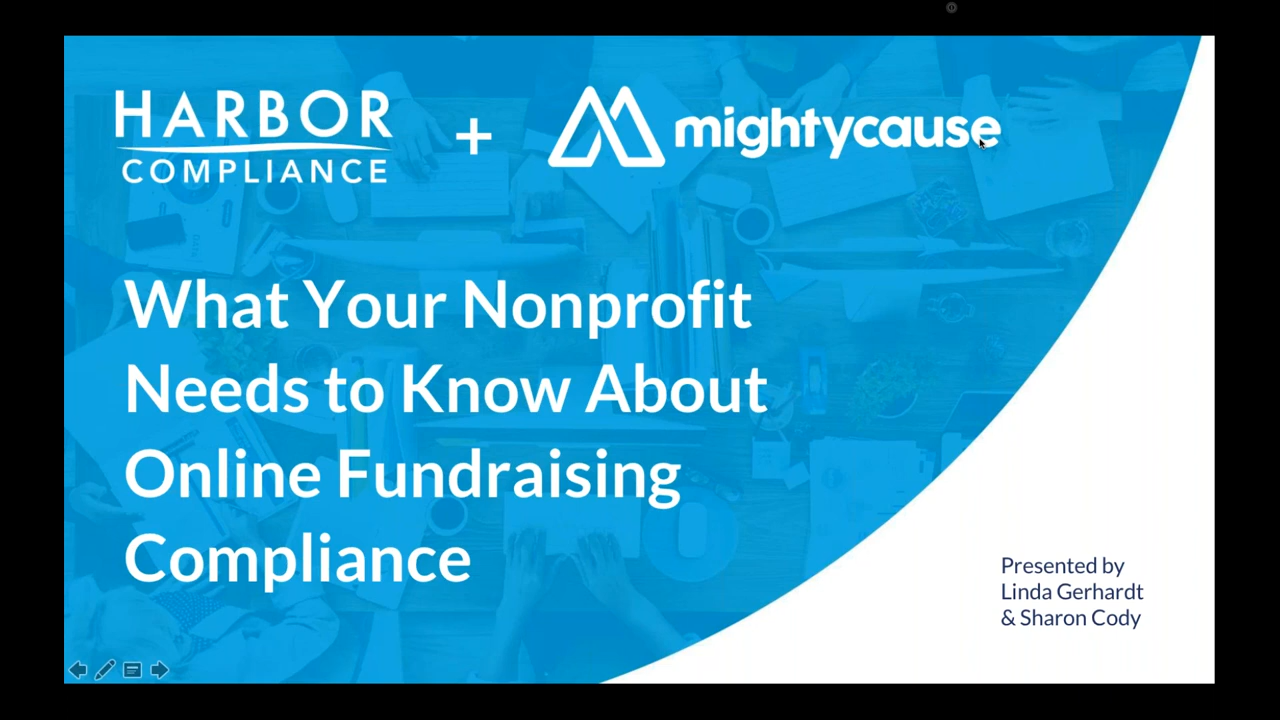 HARBOR
COMPLIANCE
+
mightycause
What Your Nonprofit
Needs to Know About
Online Fundraising
Compliance
Presented by
Linda Gerhardt
& Sharon Cody